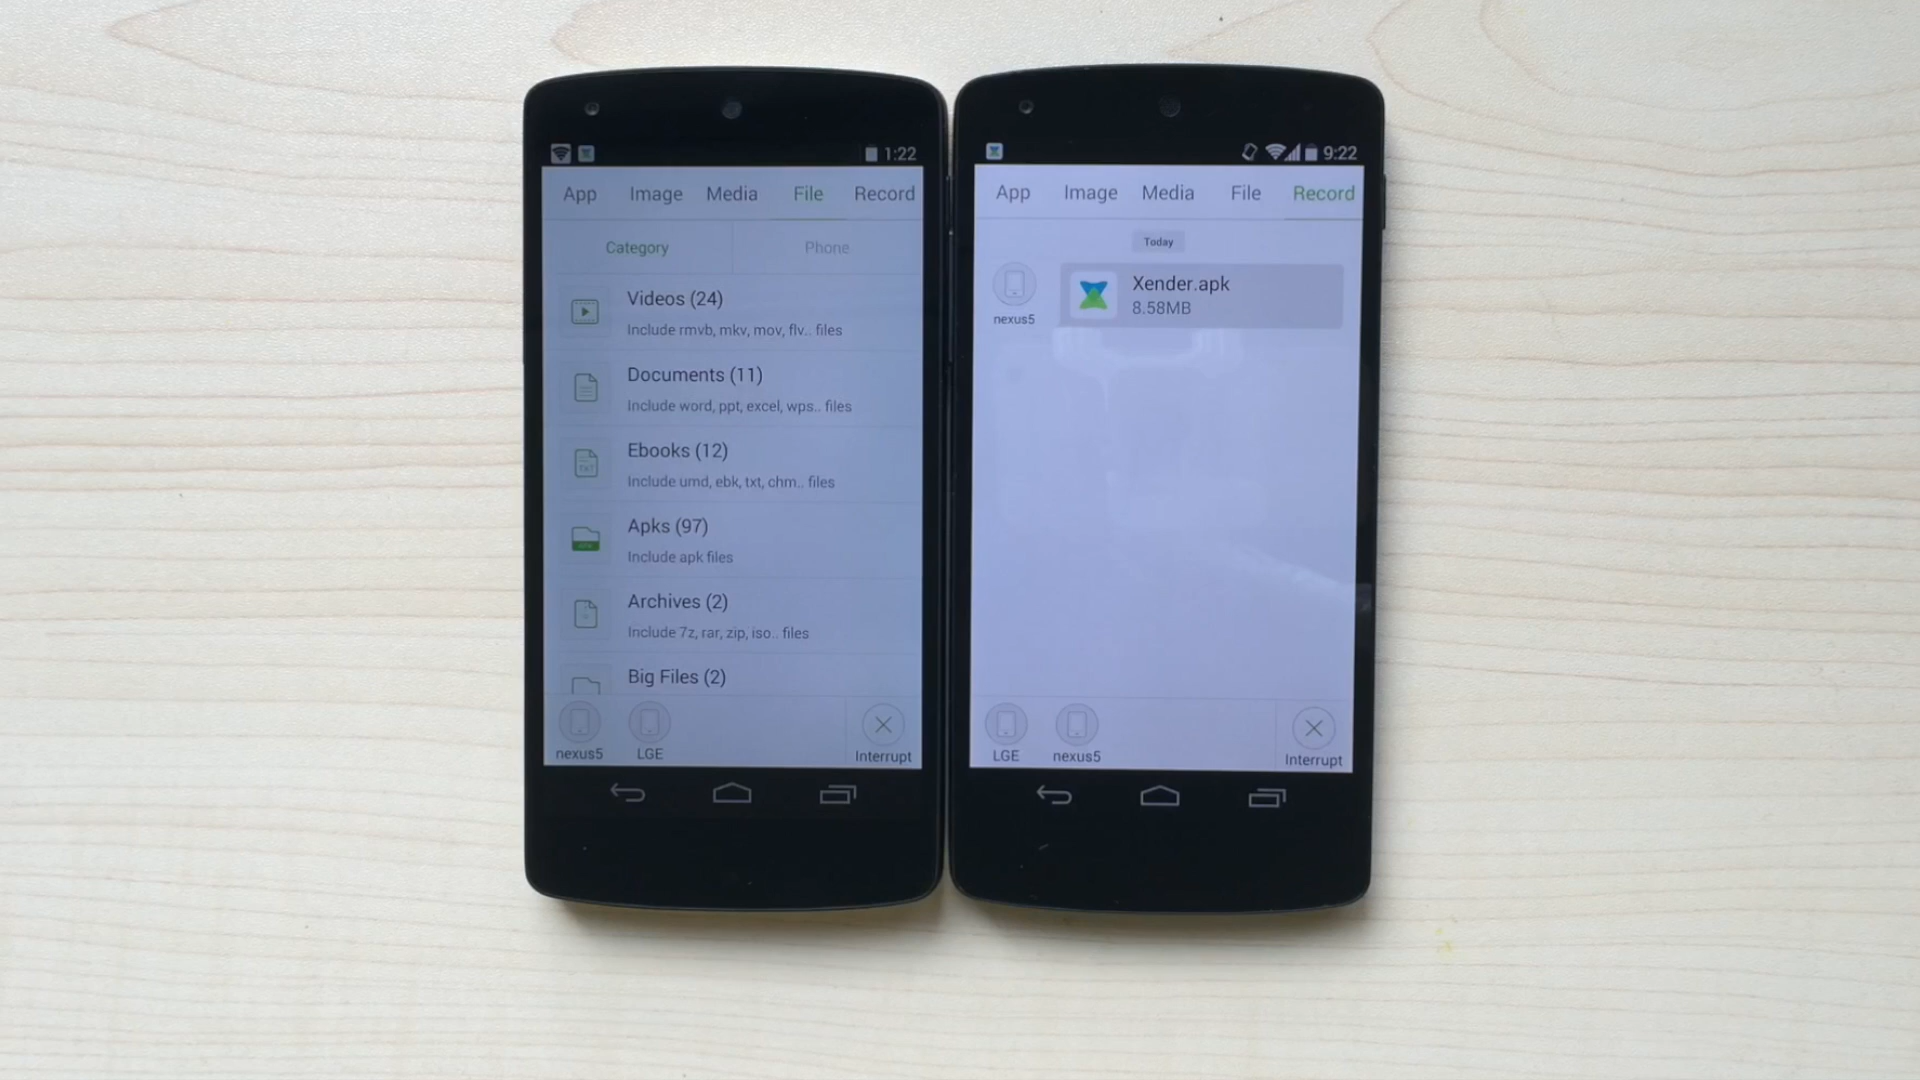 1:22
App Image Media File Record
Category Phone
Videos (24)
Include rmvb, mkv, mov, flv.. files
Documents (11)
Include word, ppt, excel, wps.. files
TXT
Ebooks (12)
Include umd, ebk, txt, chm.. files
Apks (97)
Include apk files
Archives (2)
Include 7z, rar, zip, iso.. files
Big Files (2)
nexus5 LGE Interrupt
9:22
App Image Media File Record
Today
Xender.apk
8.58MB
nexus5
LGE nexus5 Interrupt